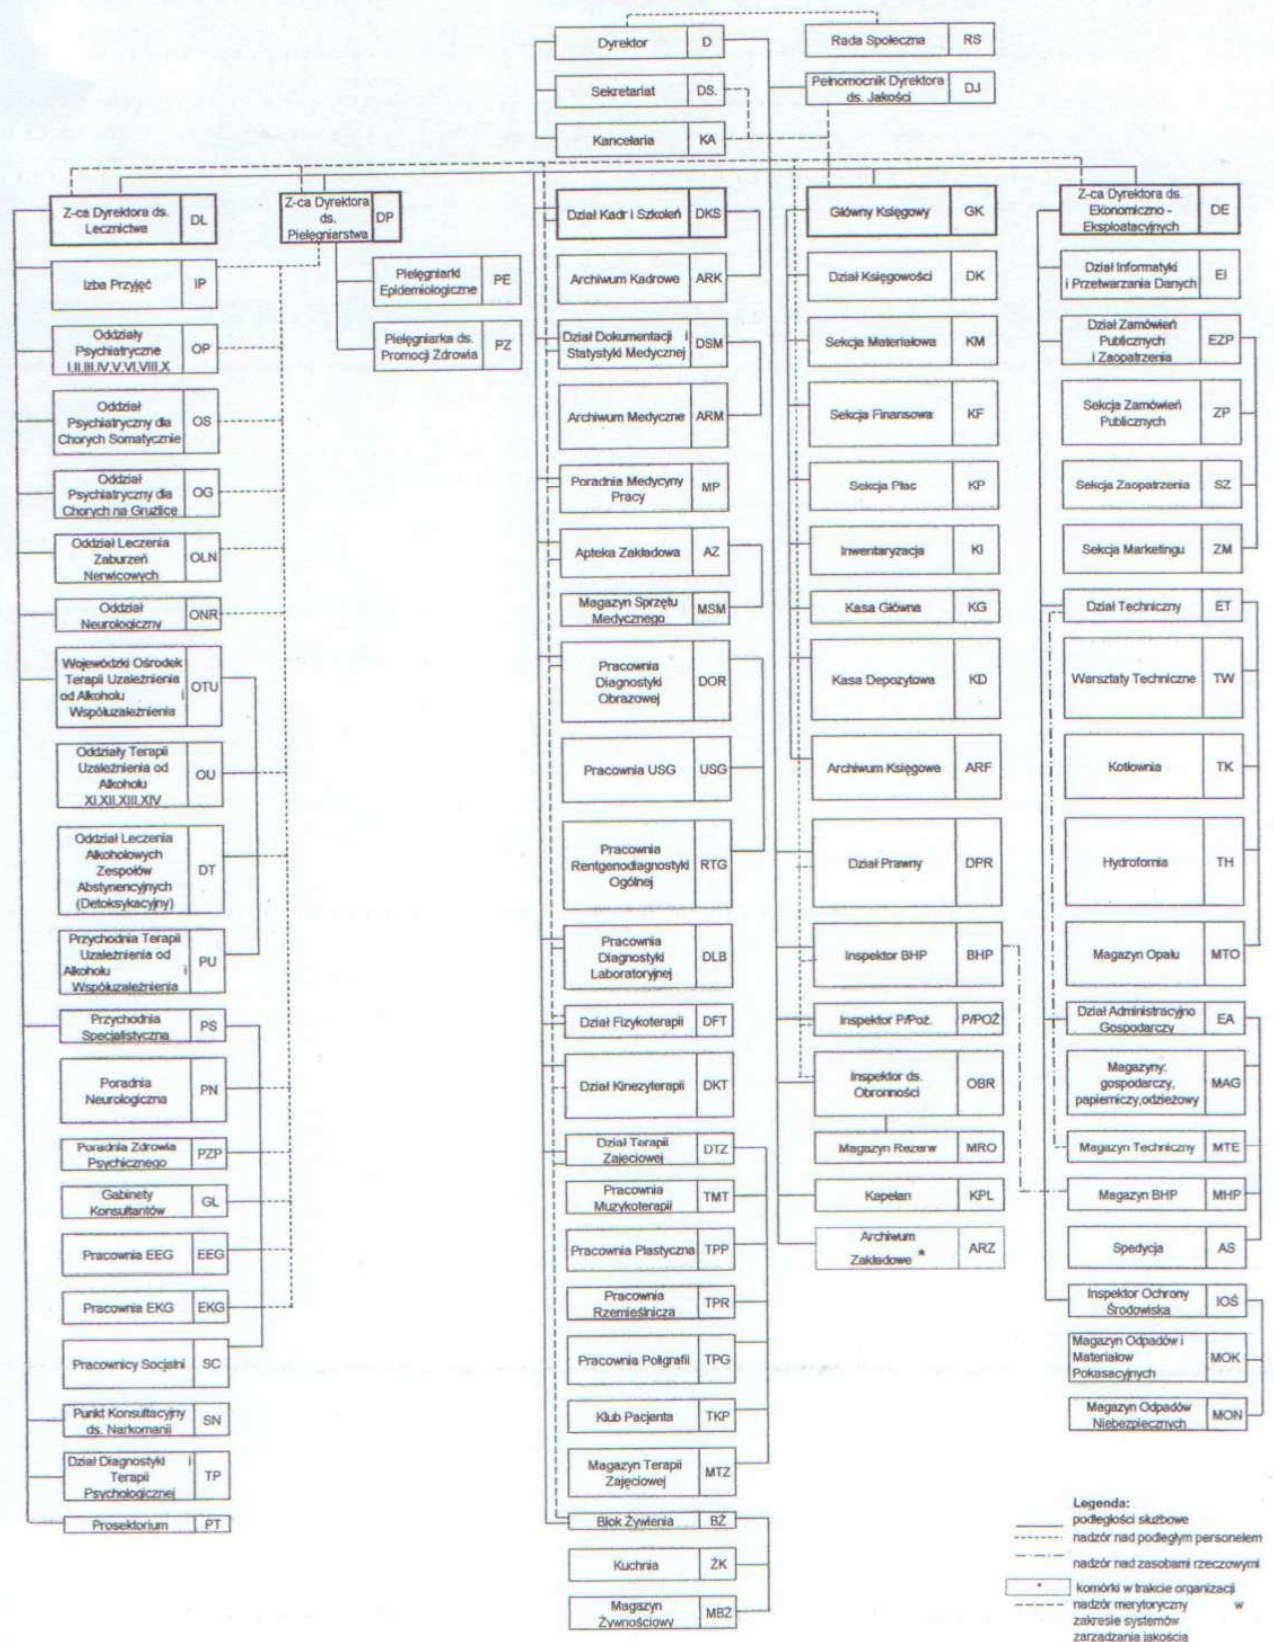 Dyrektor D
Rada Społeczna RS
Sekretariat DS.
Pełnomocnik Dyrektora
ds. Jakości DJ
Kancelaria KA
Z-ca Dyrektora ds.
Lecznictwa DL
Izba Przyjęć IP
Oddziały
Psychiatryczne OP
I,II,III,IV,V,VI,VIII,X
Oddział
Psychiatryczny dla OS
Chorych Somatycznie
Oddział
Psychiatryczny dla OG
Chorych na Gruźlicę
Oddział Leczenia
Zaburzeń OLN
Nerwicowych
Oddział
Neurologiczny ONR
Wojewódzki Ośrodek
Terapii Uzależnienia
od Alkoholu i OTU
Współuzależnienia
Oddziały Terapii
Uzależnienia od
Alkoholu OU
XI,XII,XIII,XIV
Oddział Leczenia
Alkoholowych
Zespołów DT
Abstynencyjnych
(Detoksykacyjny)
Przychodnia Terapii
Uzależnienia od
Alkoholu i PU
Współuzależnienia
Przychodnia
Specjalistyczna PS
Poradnia
Neurologiczna PN
Poradnia Zdrowia
Psychicznego PZP
Gabinety
Konsultantów GL
Pracownia EEG EEG
Pracownia EKG EKG
Pracownicy Socjalni SC
Punkt Konsultacyjny
ds. Narkomanii SN
Dział Diagnostyki i
Terapii TP
Psychologicznej
Prosektorium PT
Z-ca Dyrektora
ds.
Pielęgniarstwa DP
Pielęgniarki
Epidemiologiczne PE
Pielęgniarka ds.
Promocji Zdrowia PZ
Dział Kadr i Szkoleń DKS
Archiwum Kadrowe ARK
Dział Dokumentacji i
Statystyki Medycznej DSM
Archiwum Medyczne ARM
Poradnia Medycyny
Pracy MP
Apteka Zakładowa AZ
Magazyn Sprzętu
Medycznego MSM
Pracownia
Diagnostyki DOR
Obrazowej
Pracownia USG USG
Pracownia
Rentgenodiagnostyki RTG
Ogólnej
Pracownia
Diagnostyki DLB
Laboratoryjnej
Dział Fizykoterapii DFT
Dział Kinezyterapii DKT
Dział Terapii
Zajęciowej DTZ
Pracownia
Muzykoterapii TMT
Pracownia Plastyczna TPP
Pracownia
Rzemieślnicza TPR
Pracownia Poligrafii TPG
Klub Pacjenta TKP
Magazyn Terapii
Zajęciowej MTZ
Blok Żywienia BŻ
Kuchnia ŻK
Magazyn
Żywnościowy MBŻ
Główny Księgowy GK
Dział Księgowości DK
Sekcja Materiałowa KM
Sekcja Finansowa KF
Sekcja Płac KP
Inwentaryzacja KI
Kasa Główna KG
Kasa Depozytowa KD
Archiwum Księgowe ARF
Dział Prawny DPR
Inspektor BHP BHP
Inspektor P/Poż. P/POŻ
Inspektor ds.
Obronności OBR
Magazyn Rezerw MRO
Kapelan KPL
Archiwum
Zakładowe * ARZ
Z-ca Dyrektora ds.
Ekonomiczno -
Eksploatacyjnych DE
Dział Informatyki
i Przetwarzania Danych EI
Dział Zamówień
Publicznych EZP
i Zaopatrzenia
Sekcja Zamówień
Publicznych ZP
Sekcja Zaopatrzenia SZ
Sekcja Marketingu ZM
Dział Techniczny ET
Warsztaty Techniczne TW
Kotłownia TK
Hydrofornia TH
Magazyn Opału MTO
Dział Administracyjno
Gospodarczy EA
Magazyny:
gospodarczy, MAG
papierniczy,odzieżowy
Magazyn Techniczny MTE
Magazyn BHP MHP
Spedycja AS
Inspektor Ochrony
Środowiska IOŚ
Magazyn Odpadów i
Materiałow MOK
Pokasacyjnych
Magazyn Odpadów
Niebezpiecznych MON
Legenda:
podległości służbowe
nadzór nad podległym personelem
nadzór nad zasobami rzeczowymi
* komórki w trakcie organizacji
nadzór merytoryczny w
zakresie systemów
zarządzania jakością